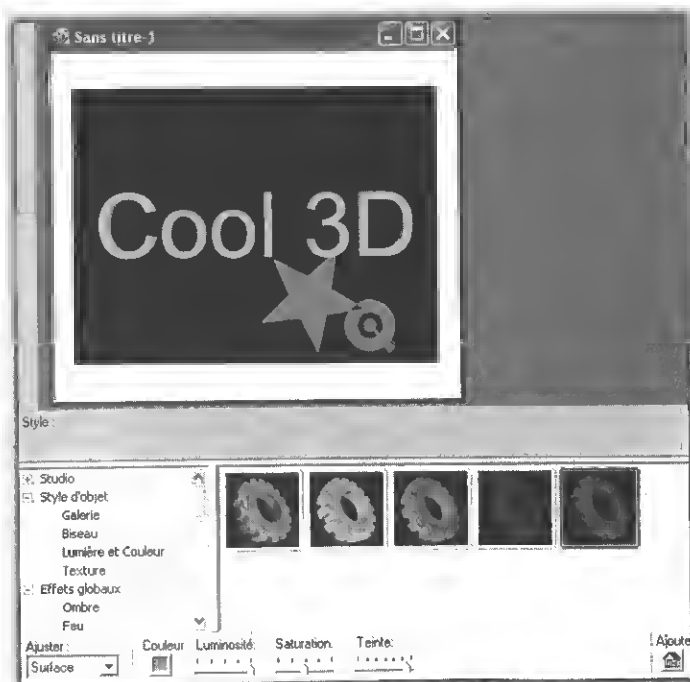 Sans titre-1
Cool 3D
Style :
Studio
Style d'objet
Galerie
Biseau
Lumière et Couleur
Texture
Effets globaux
Ombre
Feu
Ajuster :
Surface
Couleur
Luminosité:
Saturation:
Teinte:
Ajoute